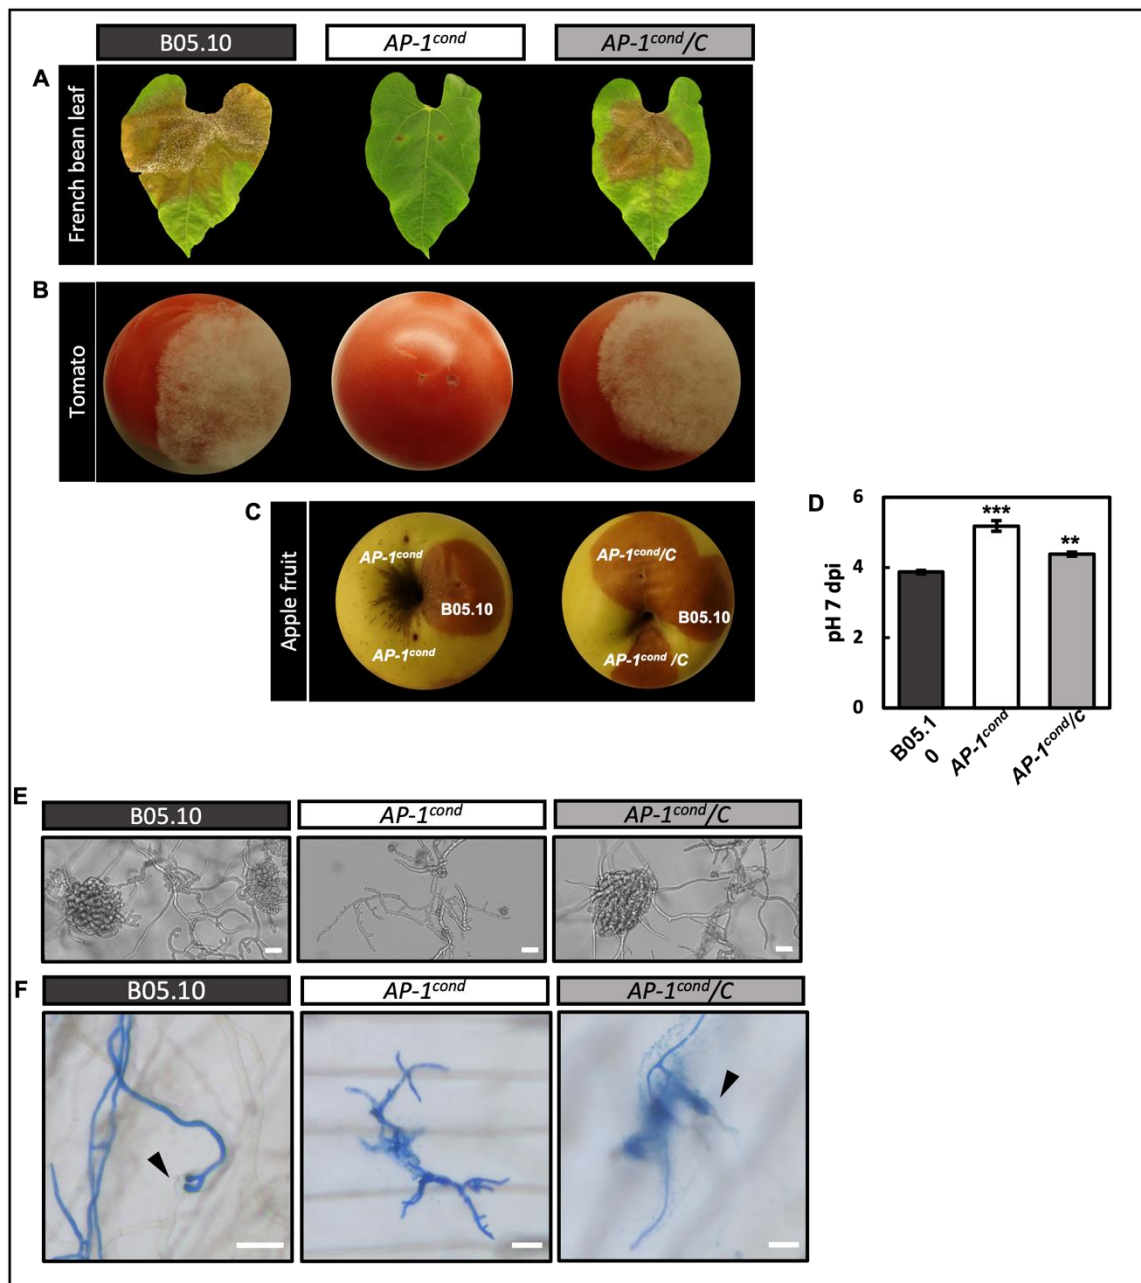 B05.10 AP-1cond AP-1cond/C
A
French bean leaf
B
Tomato
C
Apple fruit
AP-1cond
B05.10
AP-1cond
AP-1cond/C
B05.10
AP-1cond /C
D
pH 7 dpi
6
4
2
0
***
**
B05.1
0
AP-1cond
AP-1cond/C
E
B05.10 AP-1cond AP-1cond/C
F
B05.10 AP-1cond AP-1cond/C